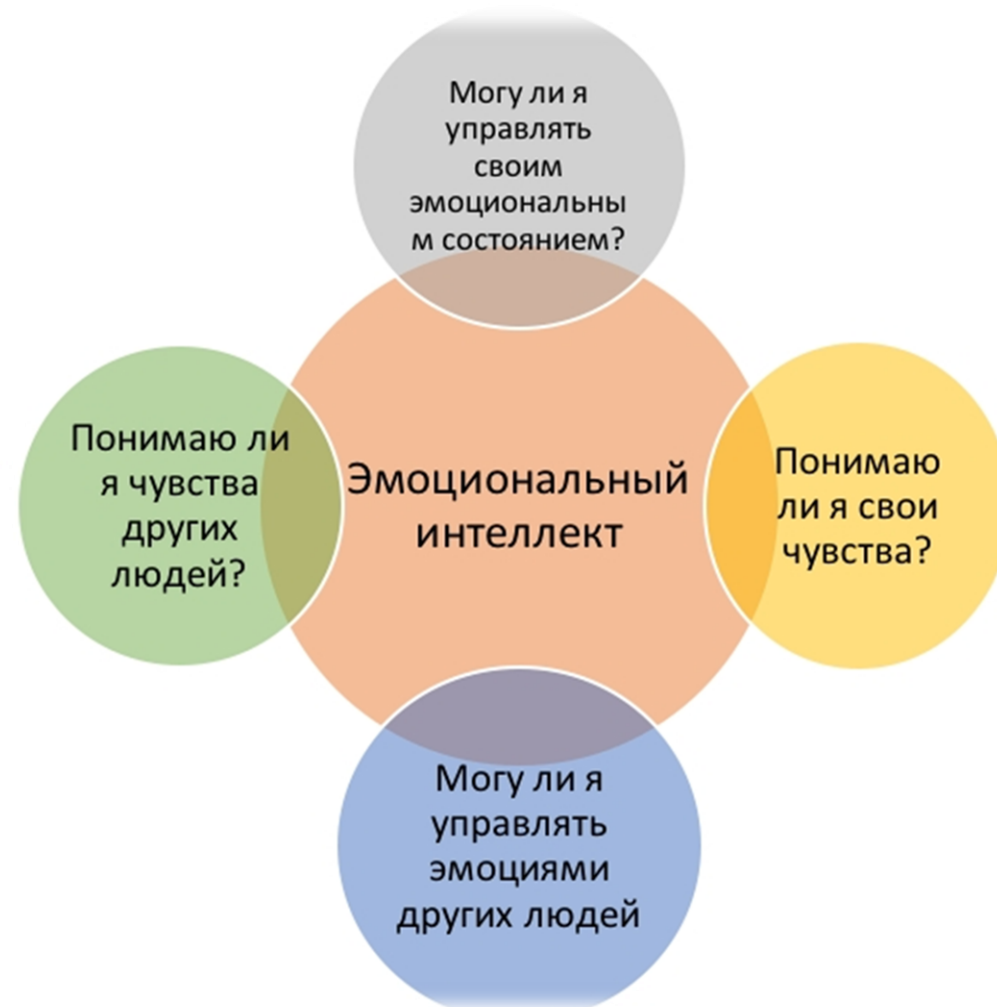 Могу ли я
управлять
своим
эмоциональны
м состоянием?
Понимаю ли
я чувства
других
людей?
Эмоциональный
интеллект
Понимаю
ли я свои
чувства?
Могу ли я
управлять
эмоциями
других людей